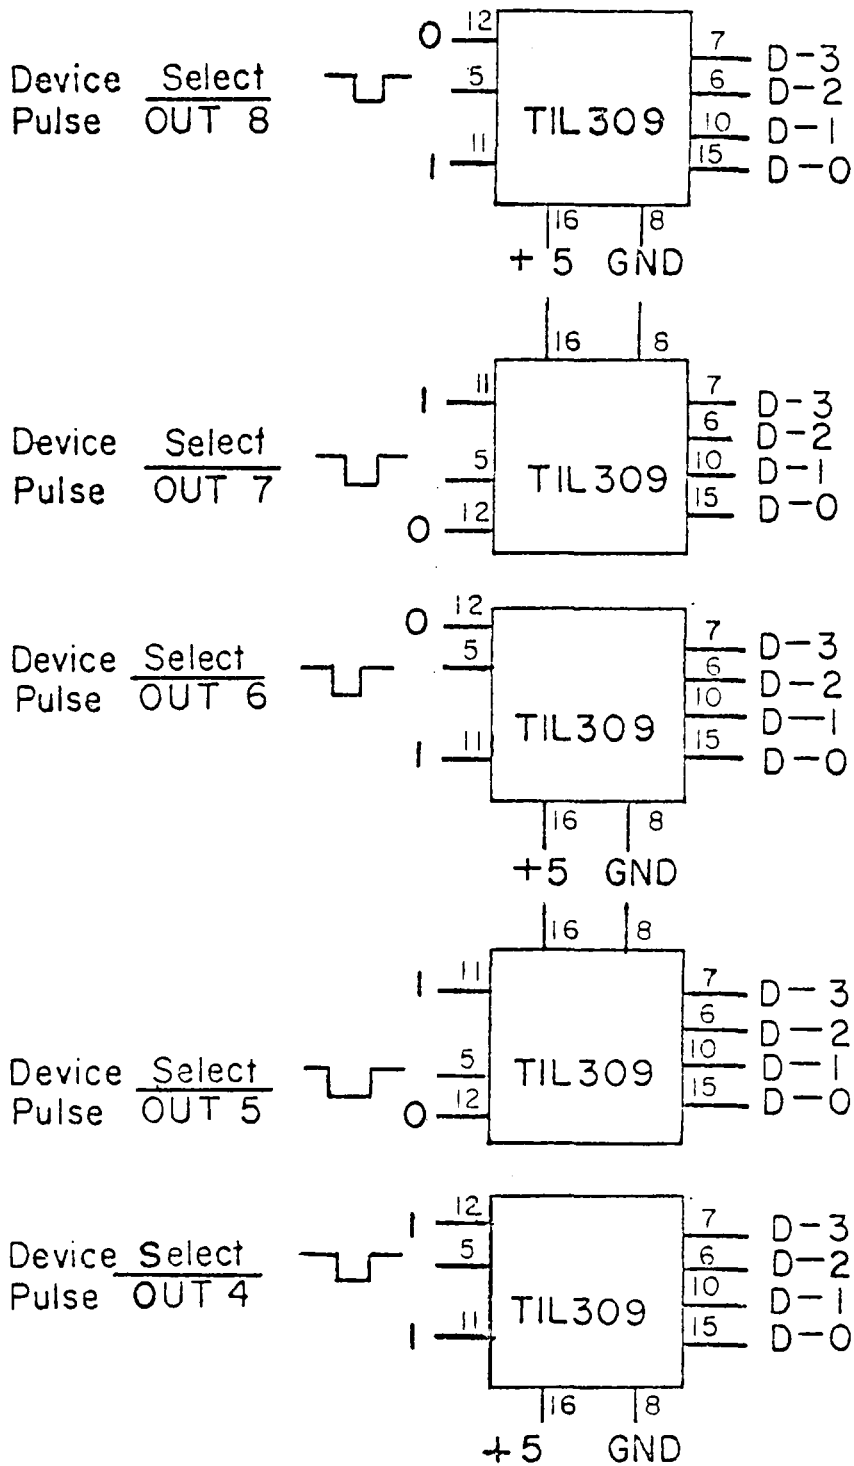 0 12 7 D-3
Device Select 5 6 D-2
Pulse OUT 8 TIL309 10 D-1
1 11 15 D-0
16 8
+5 GND
16 8
1 11 7 D-3
Device Select 6 D-2
Pulse OUT 7 5 TIL309 10 D-1
0 12 15 D-0
0 12 7 D-3
Device Select 5 6 D-2
Pulse OUT 6 TIL309 10 D-1
1 11 15 D-0
16 8
+5 GND
16 8
1 11 7 D-3
6 D-2
Device Select 5 TIL309 10 D-1
Pulse OUT 5 0 12 15 D-0
1 12 7 D-3
Device Select 5 6 D-2
Pulse OUT 4 TIL309 10 D-1
1 11 15 D-0
16 8
+5 GND